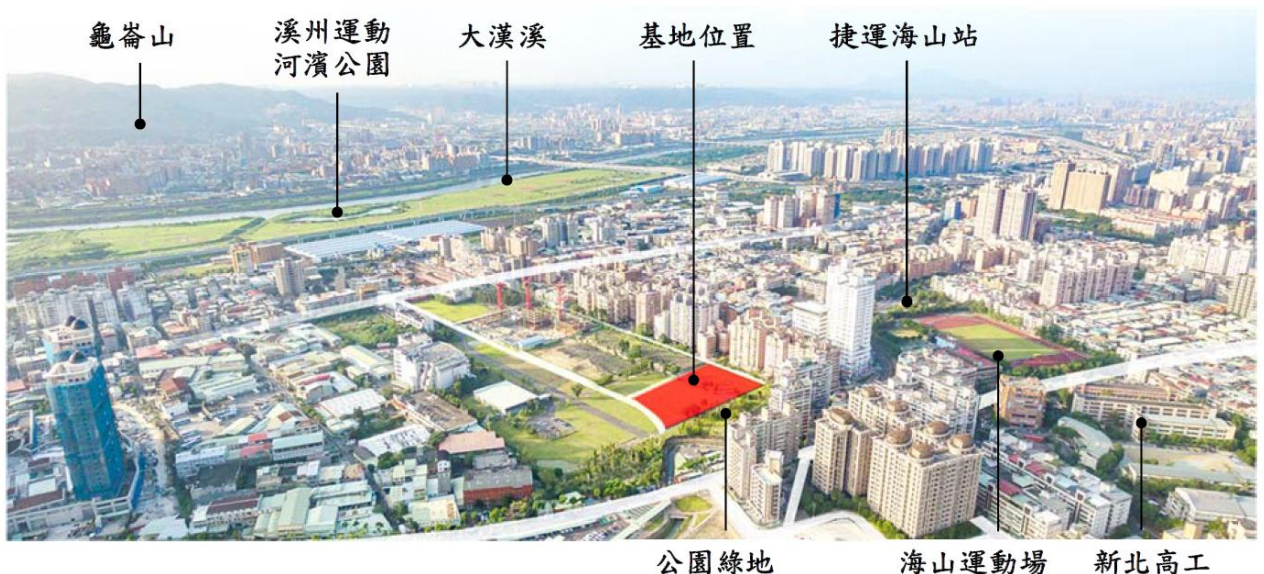 龜崙山
溪州運動
河濱公園
大漢溪
基地位置
捷運海山站
公園綠地
海山運動場
新北高工